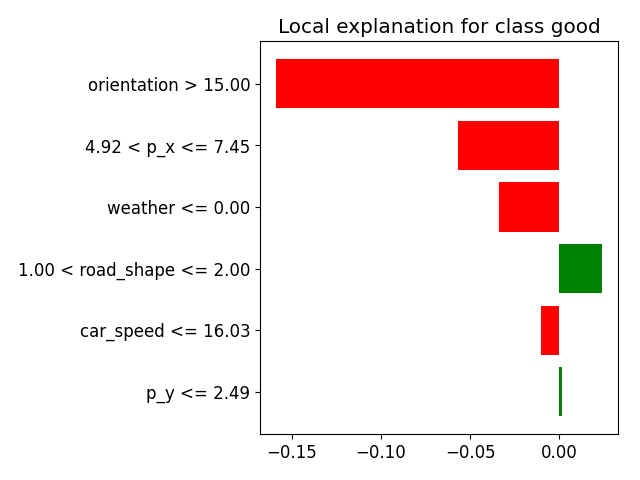 Local explanation for class good
orientation > 15.00
4.92 < p_x <= 7.45
weather <= 0.00
1.00 < road_shape <= 2.00
car_speed <= 16.03
p_y <= 2.49
−0.15 −0.10 −0.05 0.00